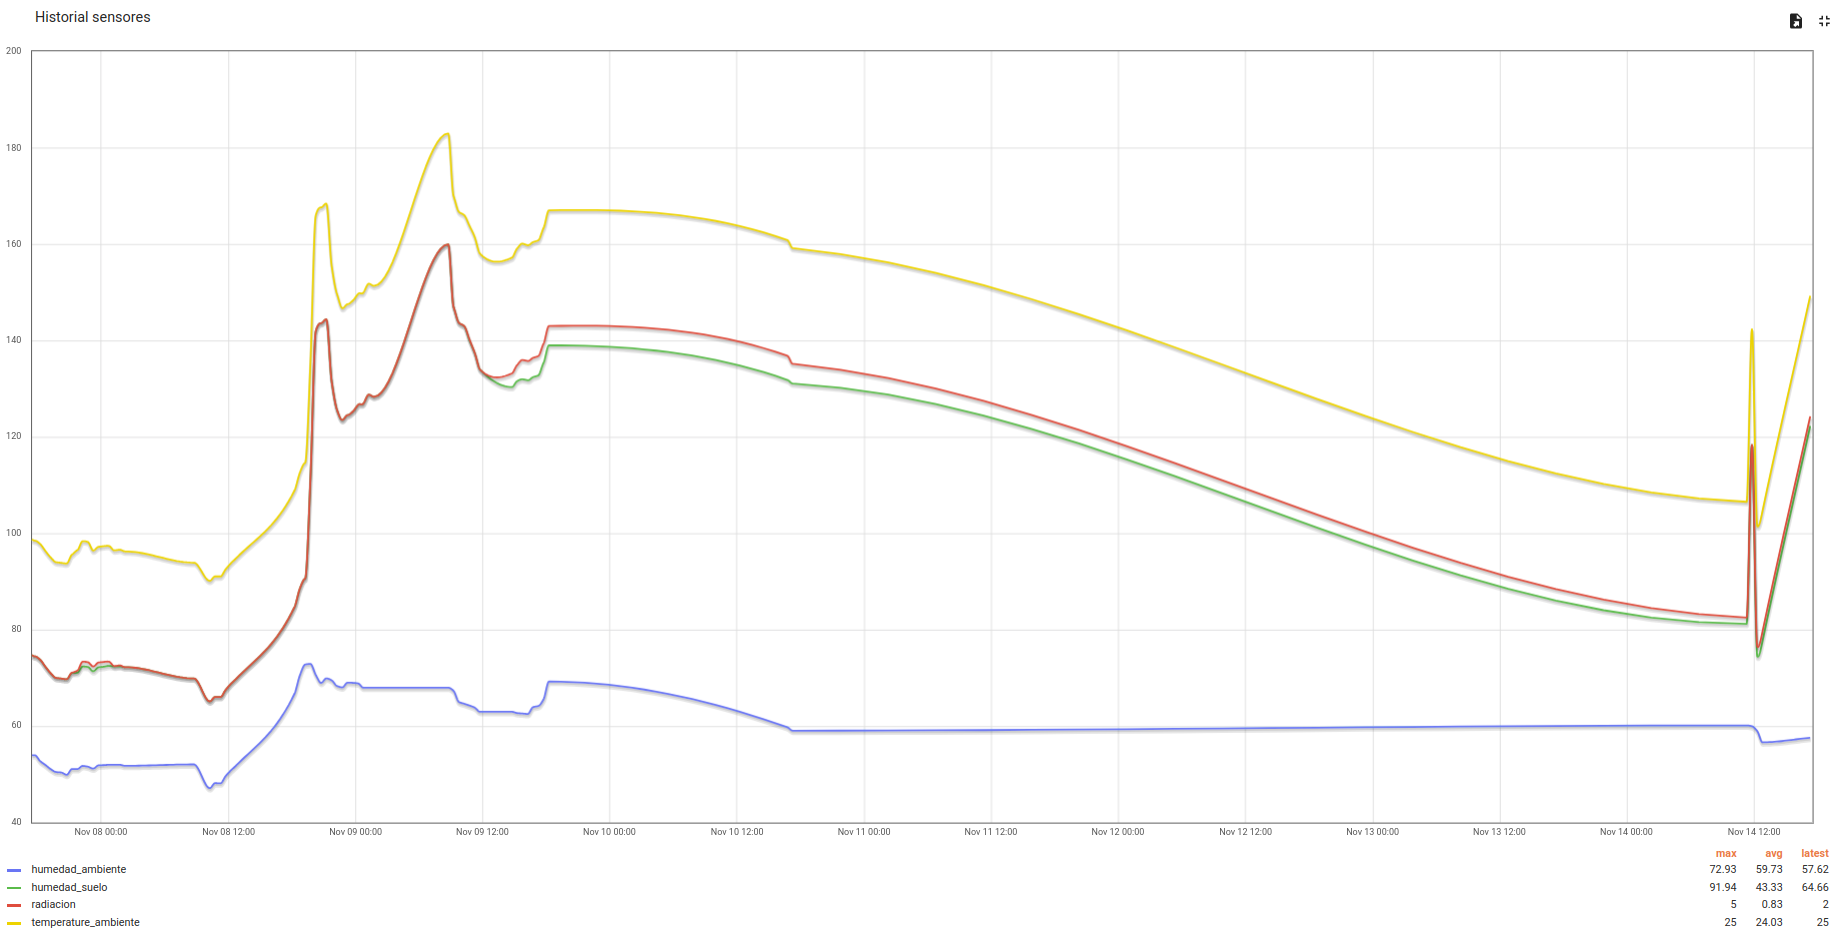 Historial sensores
200
180
160
140
120
100
80
60
40
Nov 08 00:00 Nov 08 12:00 Nov 09 00:00 Nov 09 12:00 Nov 10 00:00 Nov 10 12:00 Nov 11 00:00 Nov 11 12:00 Nov 12 00:00 Nov 12 12:00 Nov 13 00:00 Nov 13 12:00 Nov 14 00:00 Nov 14 12:00
max avg latest
humedad_ambiente 72.93 59.73 57.62
humedad_suelo 91.94 43.33 64.66
radiacion 5 0.83 2
temperature_ambiente 25 24.03 25